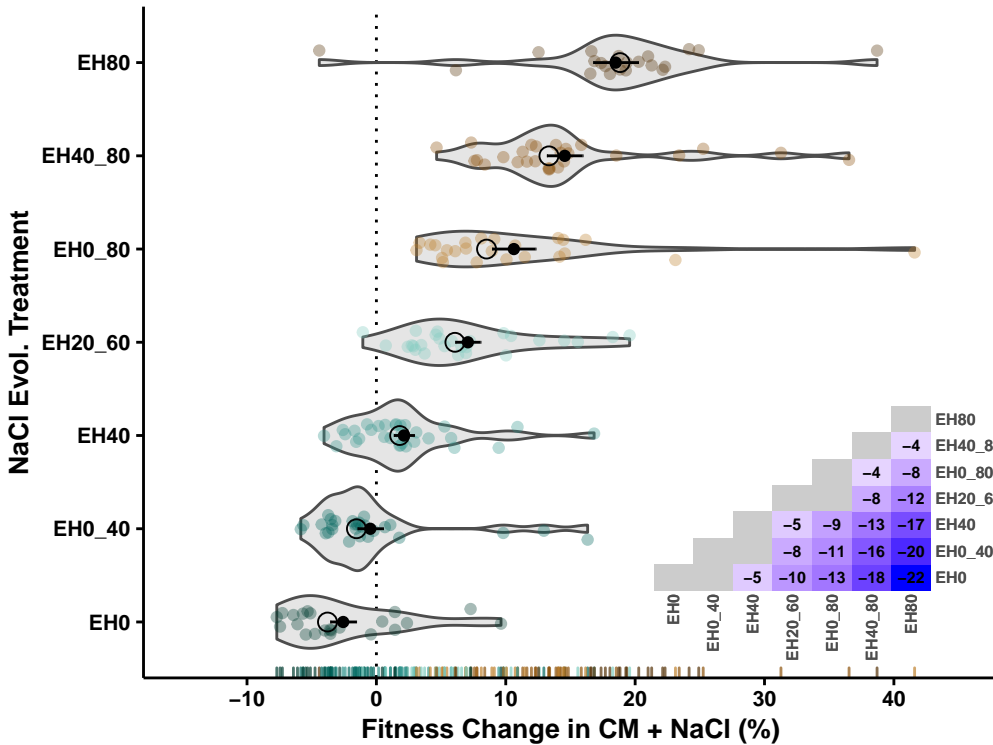 NaCl Evol. Treatment
EH80
EH40_80
EH0_80
EH20_60
EH40
EH0_40
EH0
EH80
−4 EH40_8
−4 −8 EH0_80
−8 −12 EH20_6
−5 −9 −13 −17 EH40
−8 −11 −16 −20 EH0_40
−5 −10 −13 −18 −22 EH0
EH0 EH0_40 EH40 EH20_60 EH0_80 EH40_80 EH80
−10 0 10 20 30 40
Fitness Change in CM + NaCl (%)